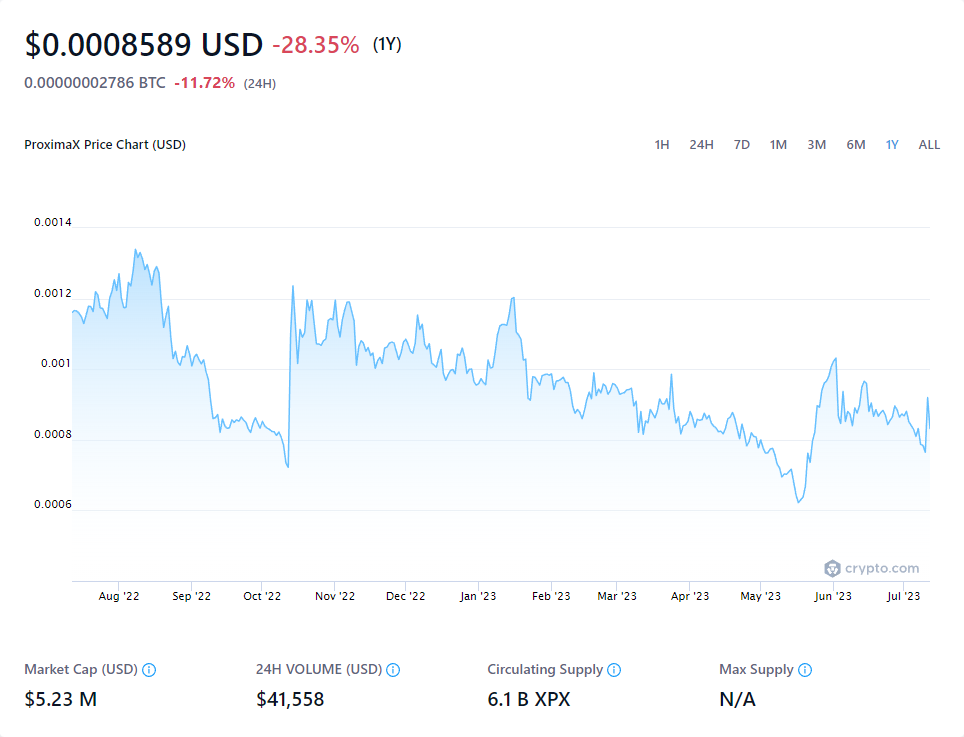 $0.0008589 USD -28.35% (1Y)
0.00000002786 BTC -11.72% (24H)
ProximaX Price Chart (USD) 1H 24H 7D 1M 3M 6M 1Y ALL
0.0014
0.0012
0.001
0.0008
0.0006
crypto.com
Aug '22 Sep '22 Oct '22 Nov '22 Dec '22 Jan '23 Feb '23 Mar '23 Apr '23 May '23 Jun '23 Jul '23
Market Cap (USD) 24H VOLUME (USD) Circulating Supply Max Supply
$5.23 M $41,558 6.1 B XPX N/A